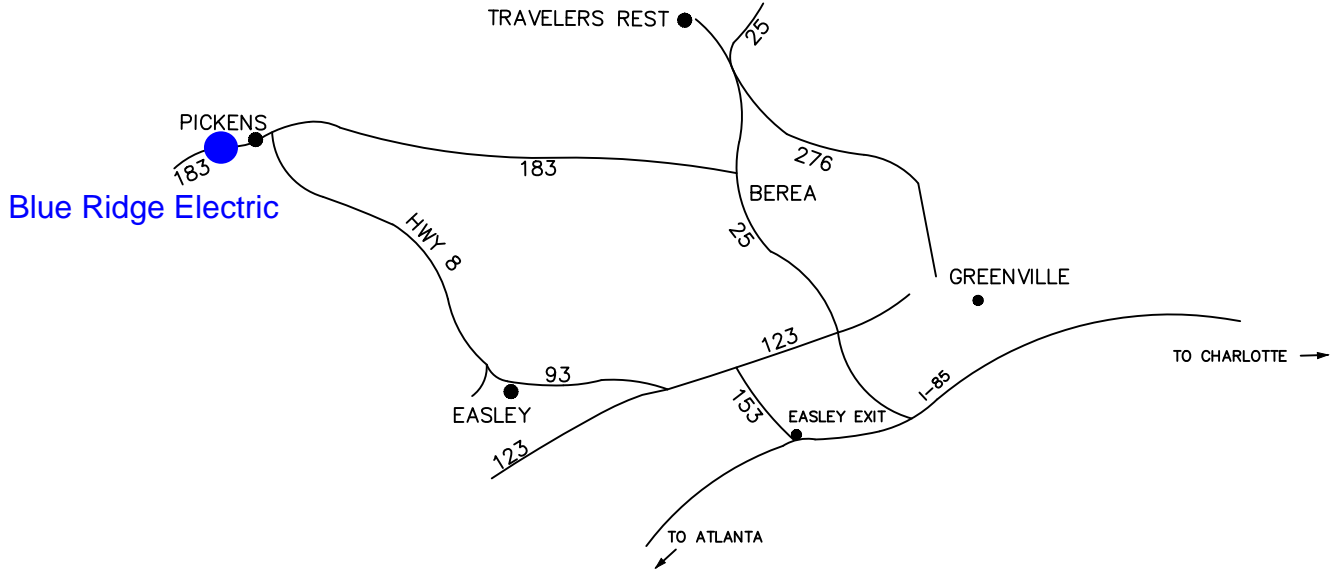 TRAVELERS REST
25
PICKENS
183
Blue Ridge Electric
183
276
BEREA
HWY 8
25
GREENVILLE
123
TO CHARLOTTE
93
I-85
153
EASLEY
EASLEY EXIT
123
TO ATLANTA